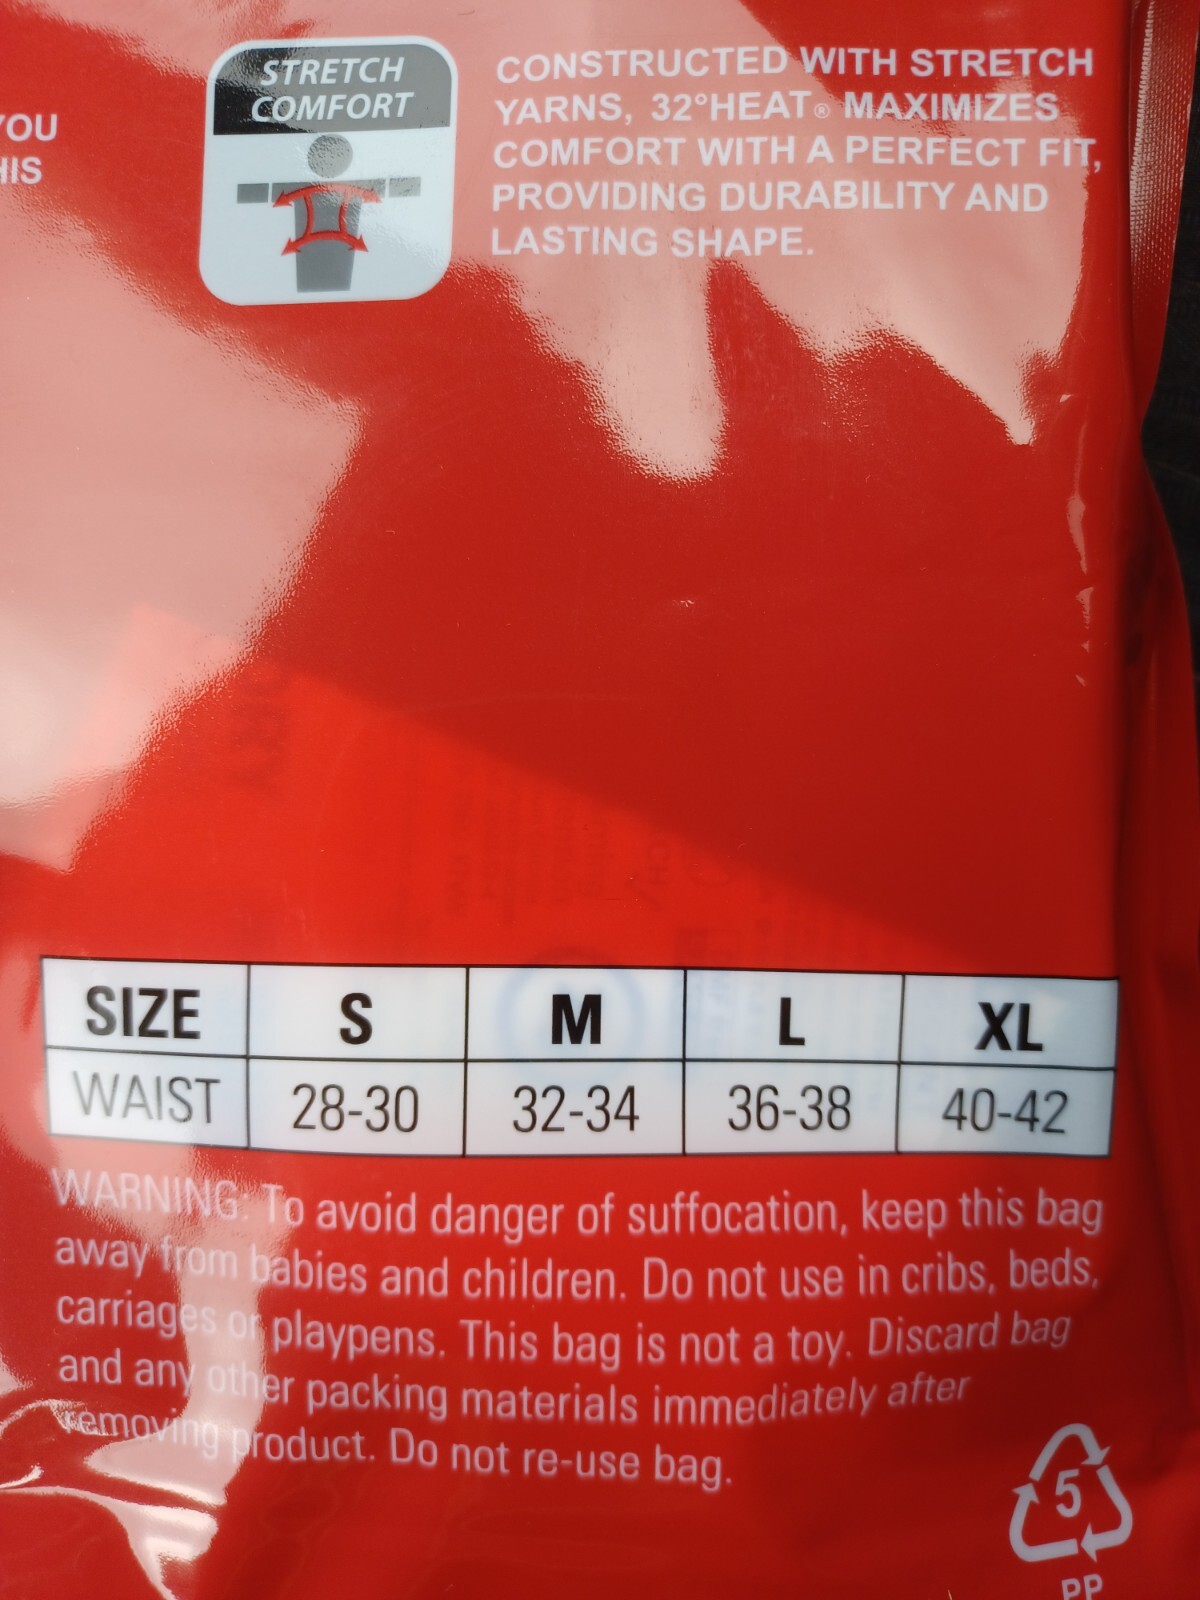 YOU
HIS
STRETCH
COMFORT
CONSTRUCTED WITH STRETCH
YARNS, 32°HEAT® MAXIMIZES
COMFORT WITH A PERFECT FIT,
PROVIDING DURABILITY AND
LASTING SHAPE.
SIZE S M L XL
WAIST 28-30 32-34 36-38 40-42
WARNING: To avoid danger of suffocation, keep this bag
away from babies and children. Do not use in cribs, beds,
carriages or playpens. This bag is not a toy. Discard bag
and any other packing materials immediately after
removing product. Do not re-use bag.
5
PP